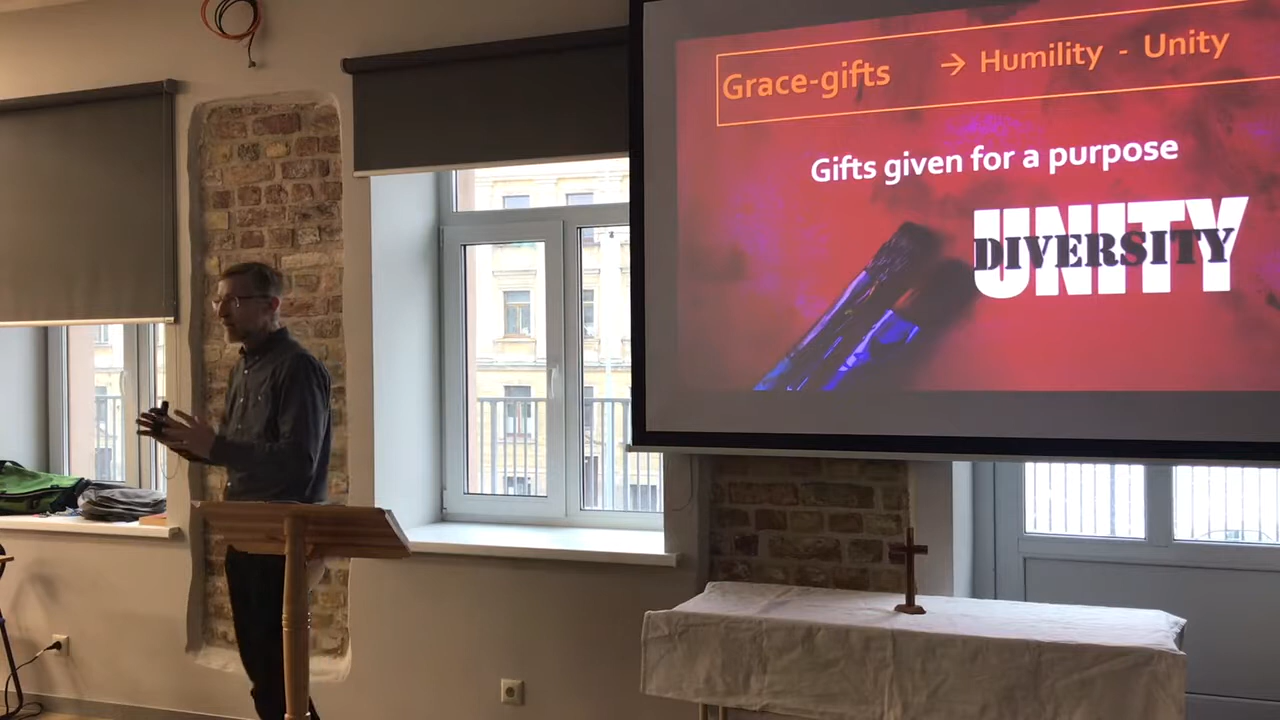 Grace-gifts → Humility - Unity
Gifts given for a purpose
UNITY
DIVERSITY